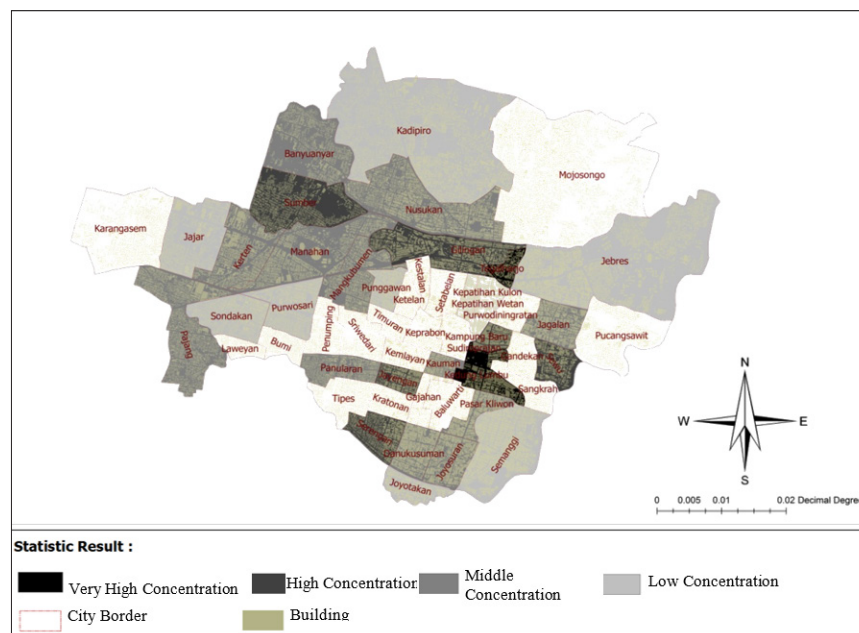 Kadipiro
Banyuanyar
Mojosongo
Sumber
Nusukan
Karangasem
Jajar
Kerten
Manahan
Jebres
Mangkubumen
Punggawan
Kestalan
Ketelan
Setabelan
Kepatihan Kulon
Kepatihan Wetan
Purwodiningratan
Jagalan
Pucangsawit
Sondakan
Purwosari
Penumping
Sriwedari
Timuran
Keprabon
Kampung Baru
Pajang
Laweyan
Bumi
Kemlayan
Kauman
Panularan
Sangkrah
Tipes
Kratonan
Gajahan
Baluwarti
Pasar Kliwon
Serengan
Joyosuran
Semanggi
Joyotakan
N
W
E
S
0 0.005 0.01 0.02 Decimal Degree
Statistic Result :
Very High Concentration
High Concentration
Middle
Concentration
Low Concentration
City Border
Building